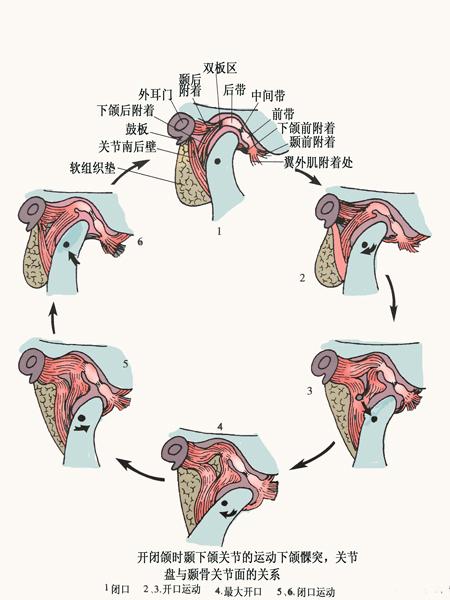 双板区
颞后
附着
后带
中间带
外耳门
前带
下颌后附着
下颌前附着
鼓板
颞前附着
关节南后壁
翼外肌附着处
软组织垫
1
2
3
4
5
6
开闭颌时颞下颌关节的运动下颌髁突，关节
盘与颞骨关节面的关系
1闭口 2、3.开口运动 4.最大开口 5、6.闭口运动